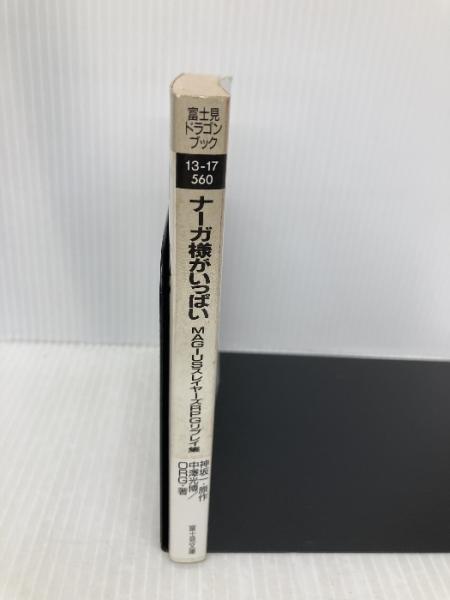 富士見
ドラゴン
ブック
13-17
560
ナーガ様がいっぱい
MAGIUSスレイヤーズRPGリプレイ集
神坂一・原作
中澤光博/
ORG・著
富士見文庫